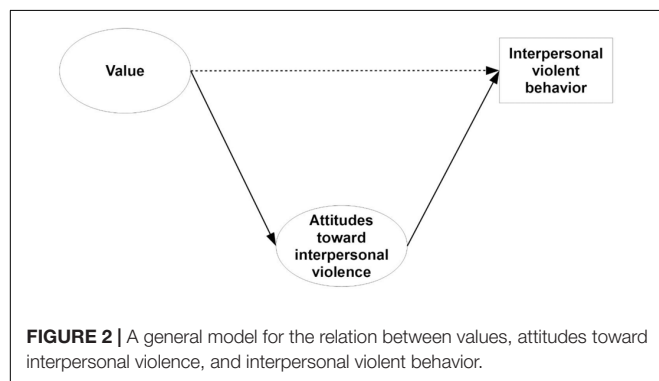 Value
Interpersonal
violent
behavior
Attitudes
toward
interpersonal
violence
FIGURE 2 | A general model for the relation between values, attitudes toward
interpersonal violence, and interpersonal violent behavior.